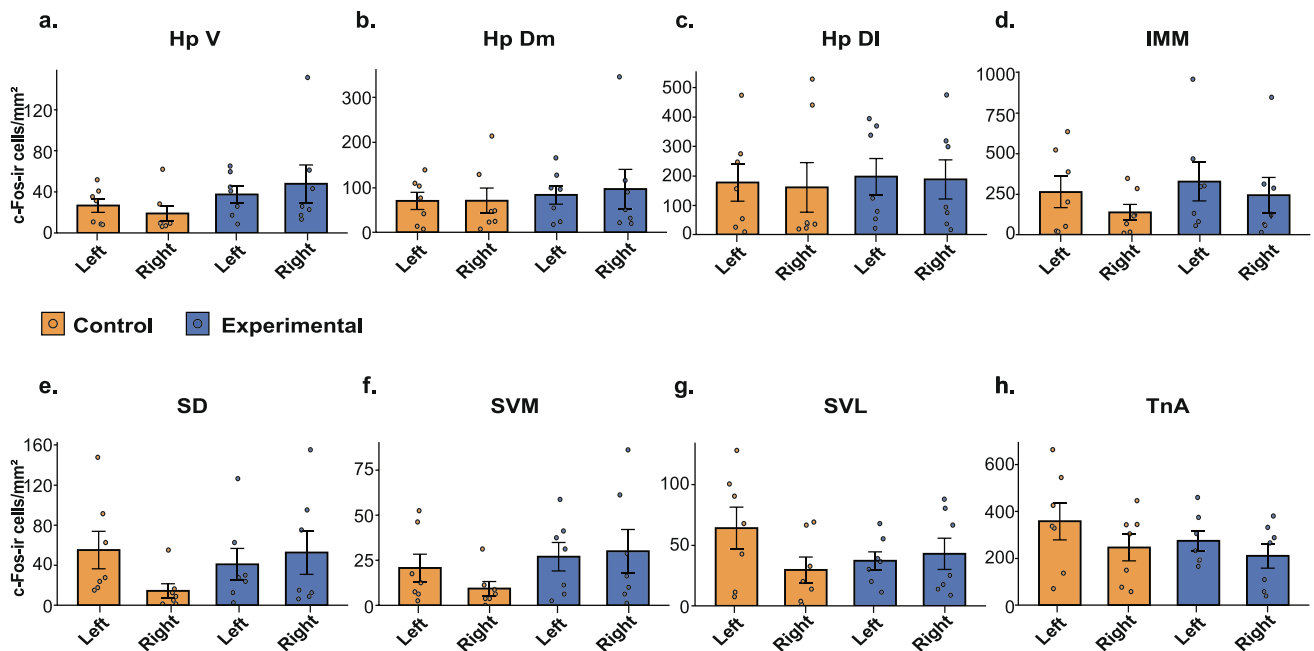 a. b. c. d.
Hp V Hp Dm Hp Dl IMM
c-Fos-ir cells/mm²
120
80
40
0
Left Right Left Right
300
200
100
0
Left Right Left Right
500
400
300
200
100
0
Left Right Left Right
1000
750
500
250
0
Left Right Left Right
Control Experimental
e. f. g. h.
SD SVM SVL TnA
c-Fos-ir cells/mm²
160
120
80
40
0
Left Right Left Right
75
50
25
0
Left Right Left Right
100
50
0
Left Right Left Right
600
400
200
0
Left Right Left Right